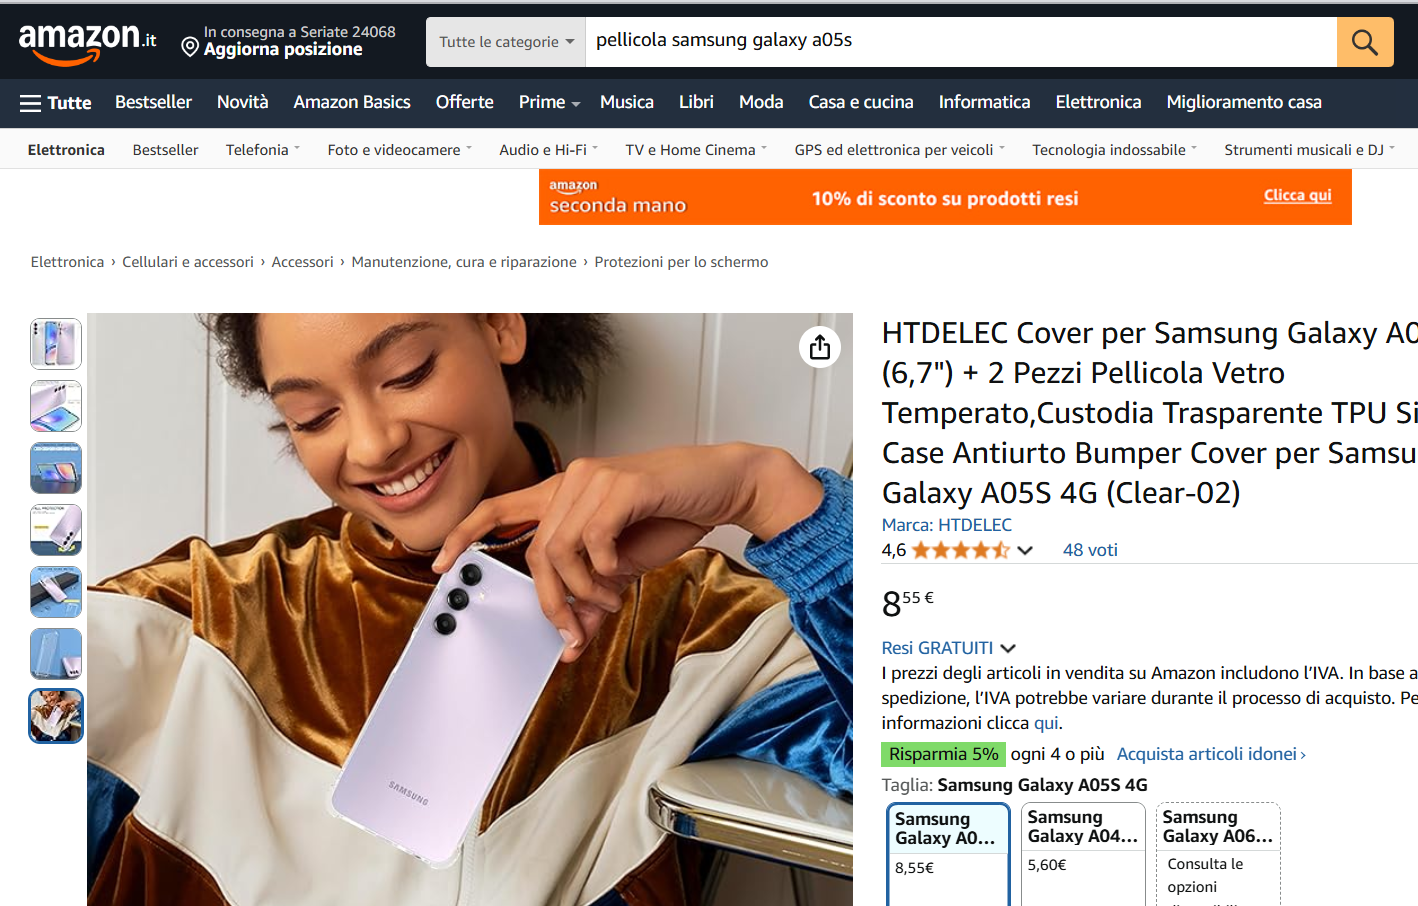 amazon.it
In consegna a Seriate 24068
Aggiorna posizione
Tutte le categorie
pellicola samsung galaxy a05s
Tutte
Bestseller
Novità
Amazon Basics
Offerte
Prime
Musica
Libri
Moda
Casa e cucina
Informatica
Elettronica
Miglioramento casa
Elettronica
Bestseller
Telefonia
Foto e videocamere
Audio e Hi-Fi
TV e Home Cinema
GPS ed elettronica per veicoli
Tecnologia indossabile
Strumenti musicali e DJ
amazon
seconda mano
10% di sconto su prodotti resi
Clicca qui
Elettronica › Cellulari e accessori › Accessori › Manutenzione, cura e riparazione › Protezioni per lo schermo
HTDELEC Cover per Samsung Galaxy A0
(6,7") + 2 Pezzi Pellicola Vetro
Temperato,Custodia Trasparente TPU Si
Case Antiurto Bumper Cover per Samsu
Galaxy A05S 4G (Clear-02)
Marca: HTDELEC
4,6
48 voti
8 55 €
Resi GRATUITI
I prezzi degli articoli in vendita su Amazon includono l’IVA. In base a
spedizione, l’IVA potrebbe variare durante il processo di acquisto. Pe
informazioni clicca qui.
Risparmia 5% ogni 4 o più Acquista articoli idonei ›
Taglia: Samsung Galaxy A05S 4G
Samsung
Galaxy A0...
8,55€
Samsung
Galaxy A04...
5,60€
Samsung
Galaxy A06...
Consulta le
opzioni
SAMSUNG